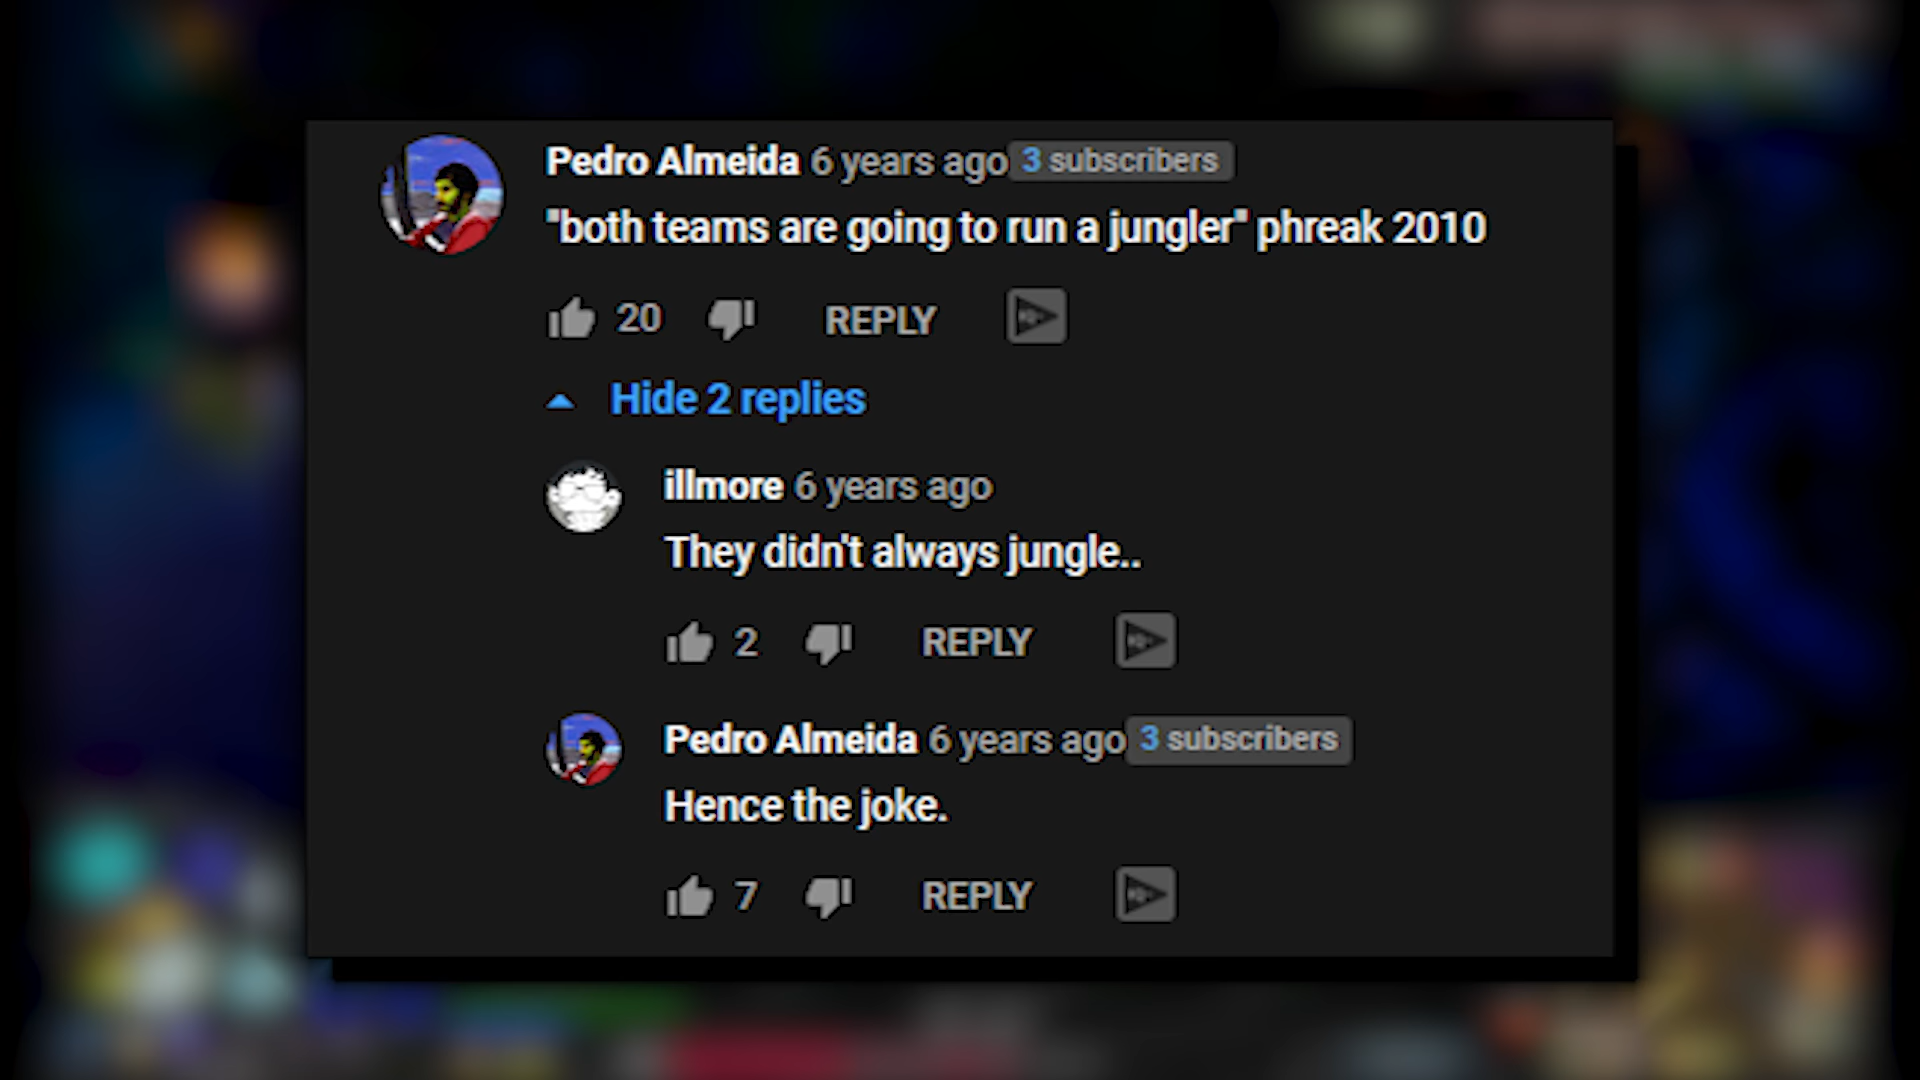 Pedro Almeida 6 years ago 3 subscribers
"both teams are going to run a jungler" phreak 2010
20 REPLY
Hide 2 replies
illmore 6 years ago
They didn't always jungle..
2 REPLY
Pedro Almeida 6 years ago 3 subscribers
Hence the joke.
7 REPLY